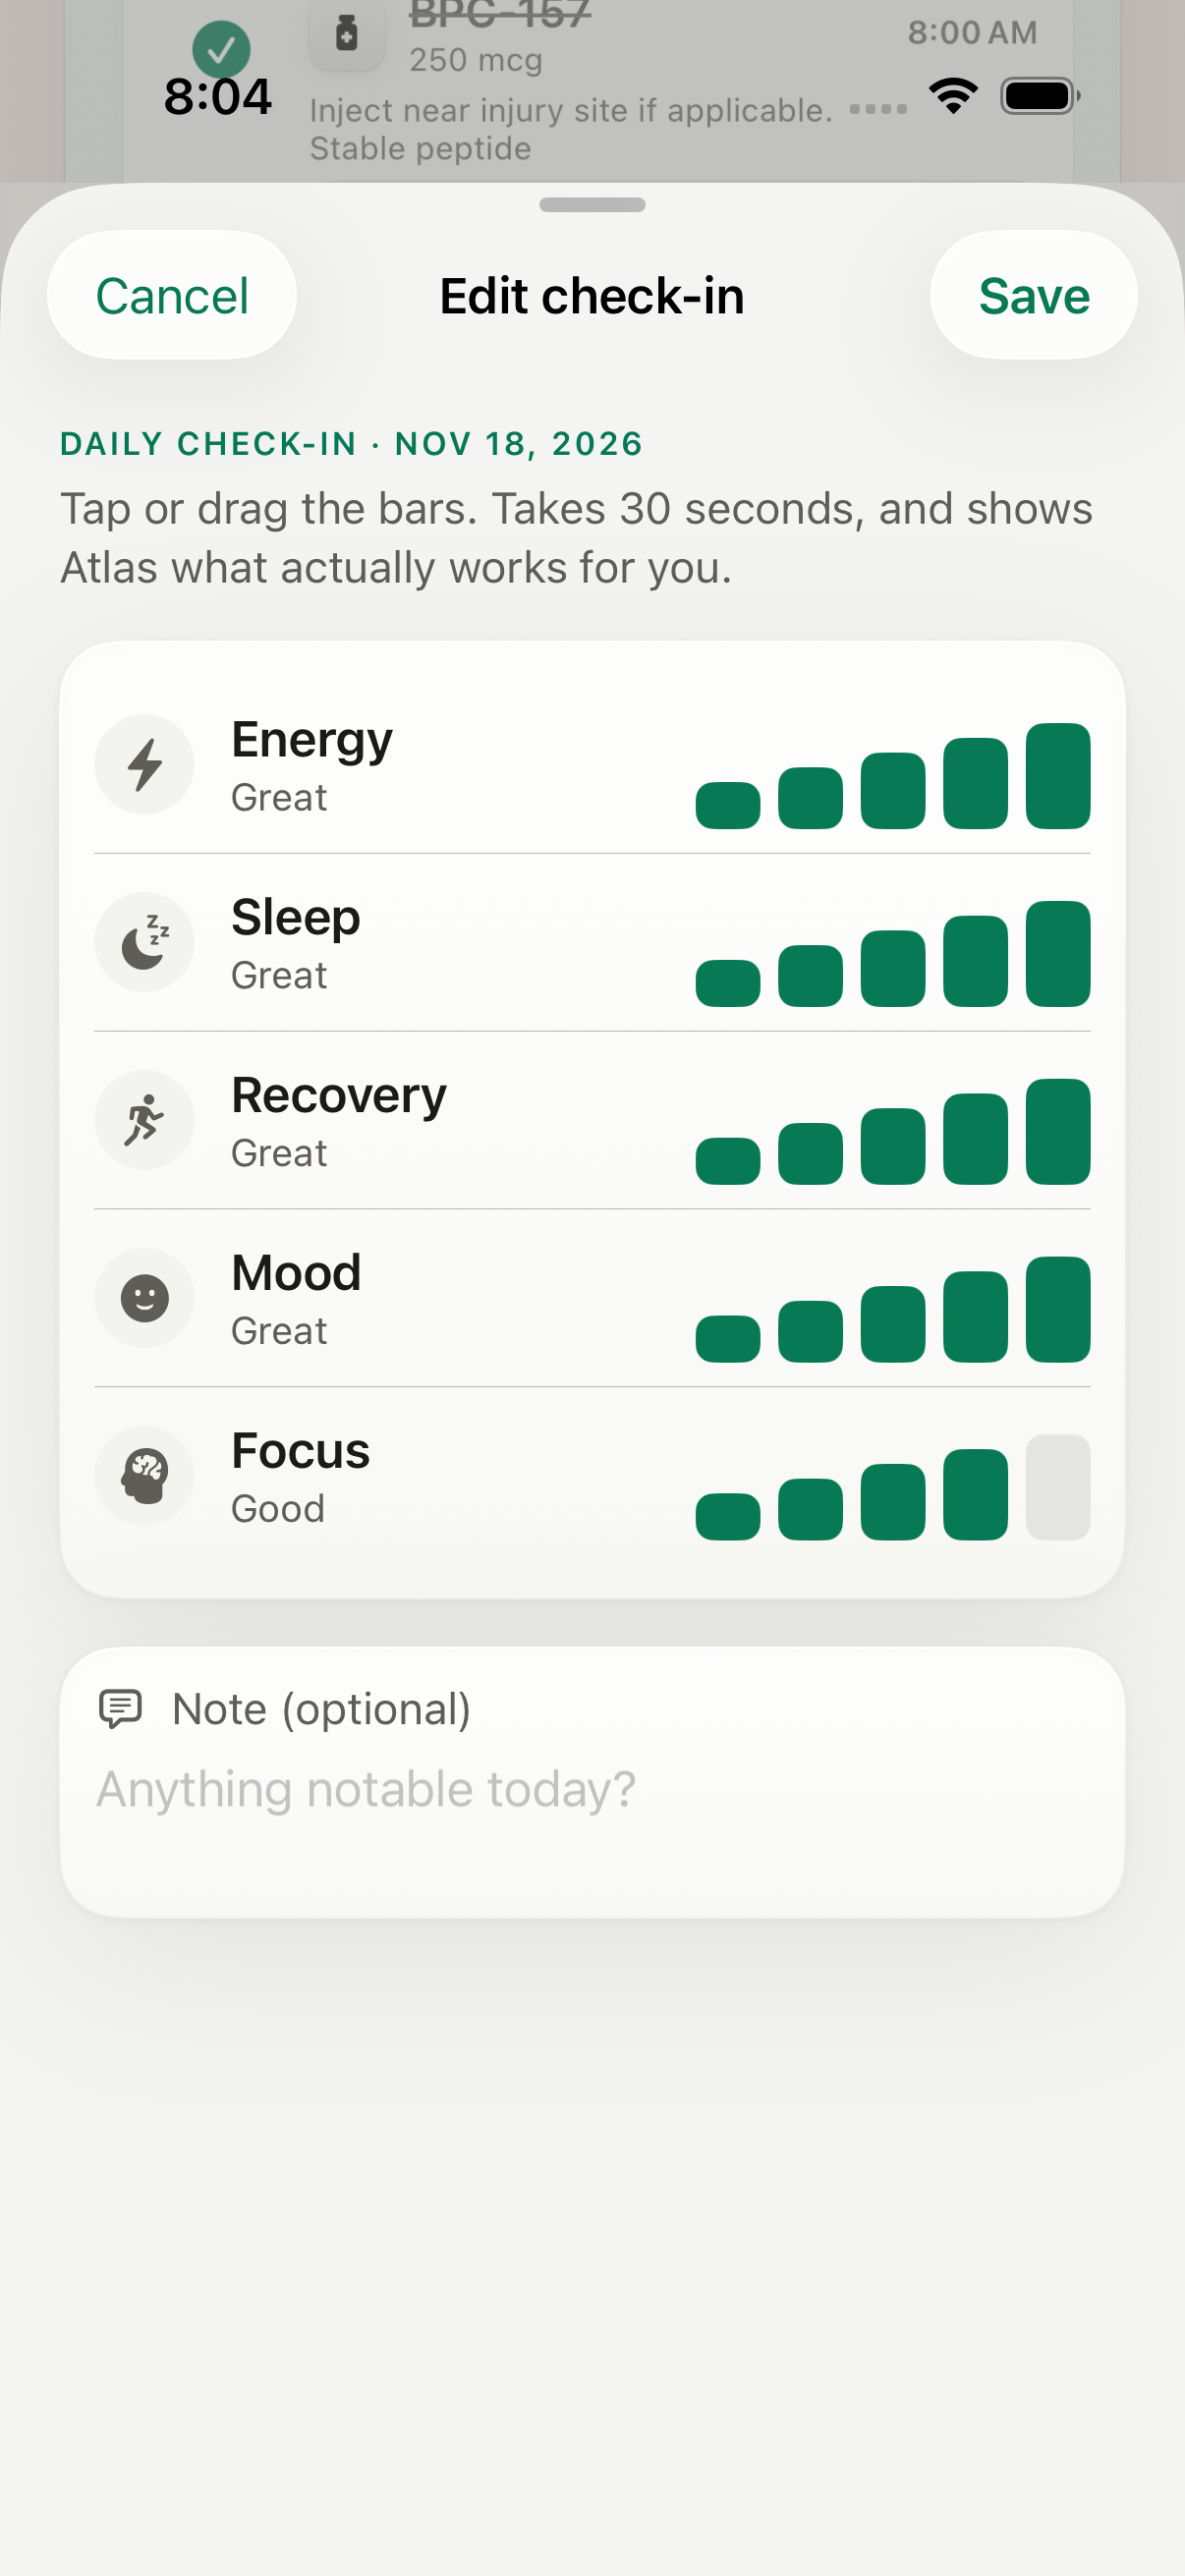 BPC-157
8:00 AM
250 mcg
8:04
Inject near injury site if applicable.
Stable peptide
Cancel
Edit check-in
Save
DAILY CHECK-IN · NOV 18, 2026
Tap or drag the bars. Takes 30 seconds, and shows
Atlas what actually works for you.
Energy
Great
Sleep
Great
Recovery
Great
Mood
Great
Focus
Good
Note (optional)
Anything notable today?